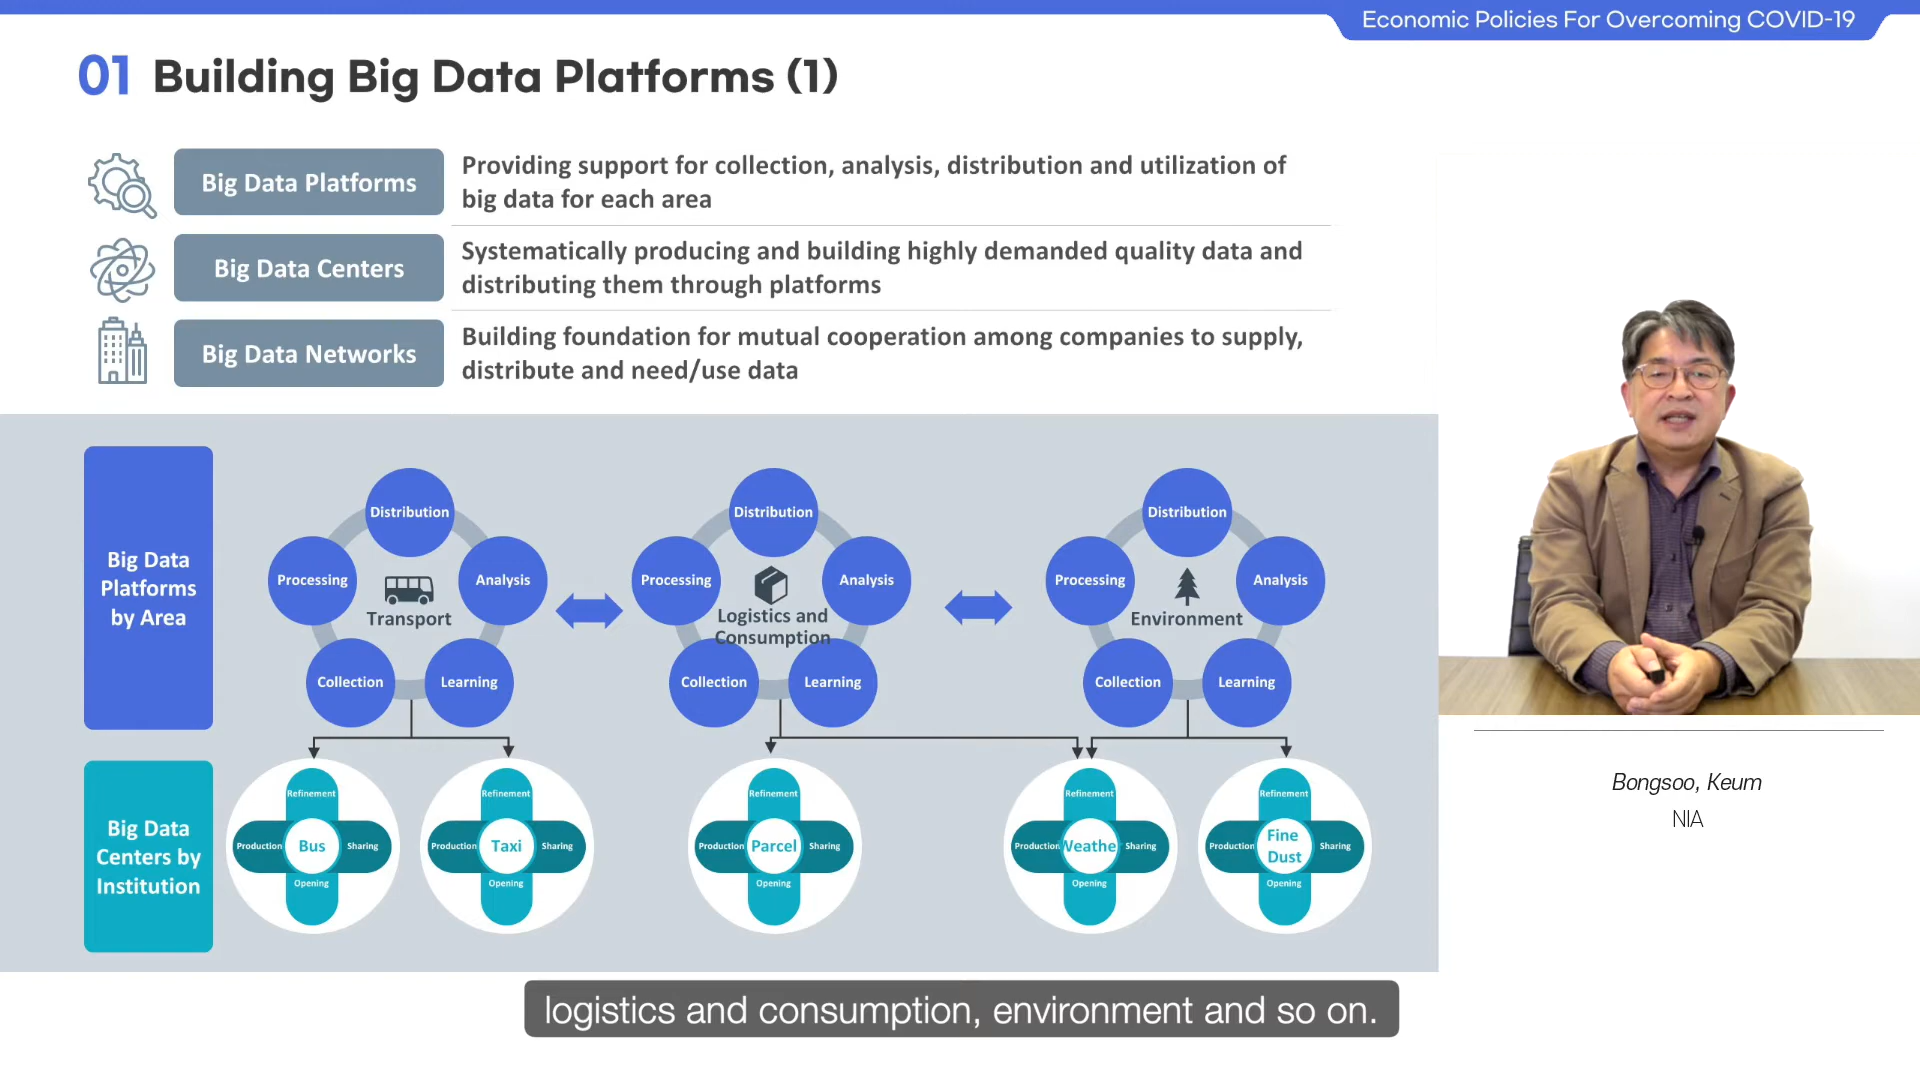 Economic Policies For Overcoming COVID-19
01 Building Big Data Platforms (1)
Big Data Platforms
Providing support for collection, analysis, distribution and utilization of
big data for each area
Big Data Centers
Systematically producing and building highly demanded quality data and
distributing them through platforms
Big Data Networks
Building foundation for mutual cooperation among companies to supply,
distribute and need/use data
Big Data
Platforms
by Area
Distribution
Processing
Analysis
Transport
Collection
Learning
Distribution
Processing
Analysis
Logistics and
Consumption
Collection
Learning
Distribution
Processing
Analysis
Environment
Collection
Learning
Big Data
Centers by
Institution
Refinement
Production
Bus
Sharing
Opening
Refinement
Production
Taxi
Sharing
Opening
Refinement
Production
Parcel
Sharing
Opening
Refinement
Production
Weathe
Sharing
Opening
Refinement
Production
Fine
Dust
Sharing
Opening
Bongsoo, Keum
NIA
logistics and consumption, environment and so on.